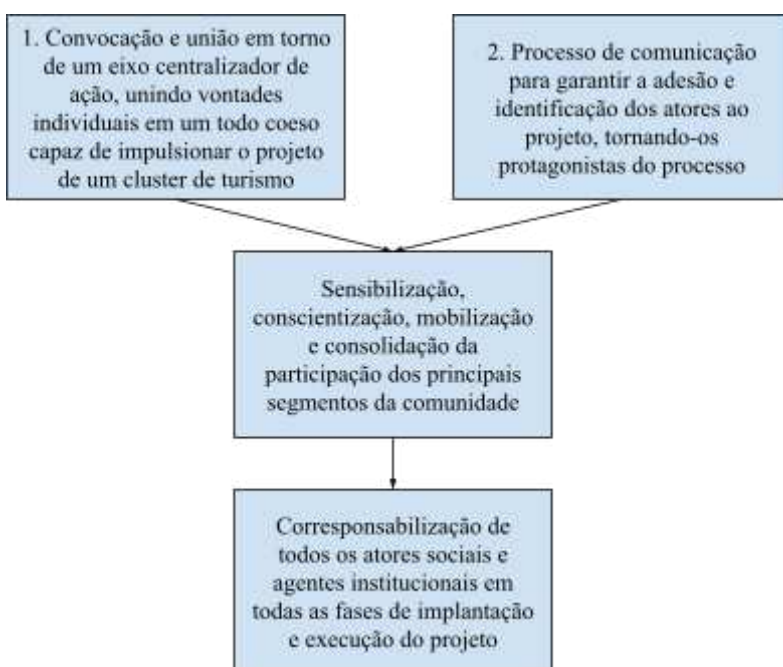 1. Convocação e união em torno
de um eixo centralizador de
ação, unindo vontades
individuais em um todo coeso
capaz de impulsionar o projeto
de um cluster de turismo
2. Processo de comunicação
para garantir a adesão e
identificação dos atores ao
projeto, tornando-os
protagonistas do processo
Sensibilização,
conscientização, mobilização
e consolidação da
participação dos principais
segmentos da comunidade
Corresponsabilização de
todos os atores sociais e
agentes institucionais em
todas as fases de implantação
e execução do projeto